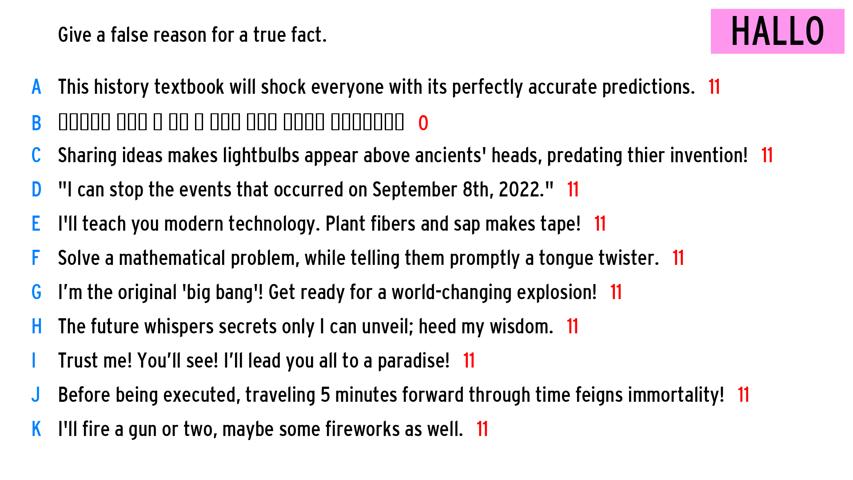 Give a false reason for a true fact.
HALLO
A This history textbook will shock everyone with its perfectly accurate predictions. 11
B 0
C Sharing ideas makes lightbulbs appear above ancients' heads, predating thier invention! 11
D "I can stop the events that occurred on September 8th, 2022." 11
E I'll teach you modern technology. Plant fibers and sap makes tape! 11
F Solve a mathematical problem, while telling them promptly a tongue twister. 11
G I’m the original 'big bang'! Get ready for a world-changing explosion! 11
H The future whispers secrets only I can unveil; heed my wisdom. 11
I Trust me! You’ll see! I’ll lead you all to a paradise! 11
J Before being executed, traveling 5 minutes forward through time feigns immortality! 11
K I'll fire a gun or two, maybe some fireworks as well. 11